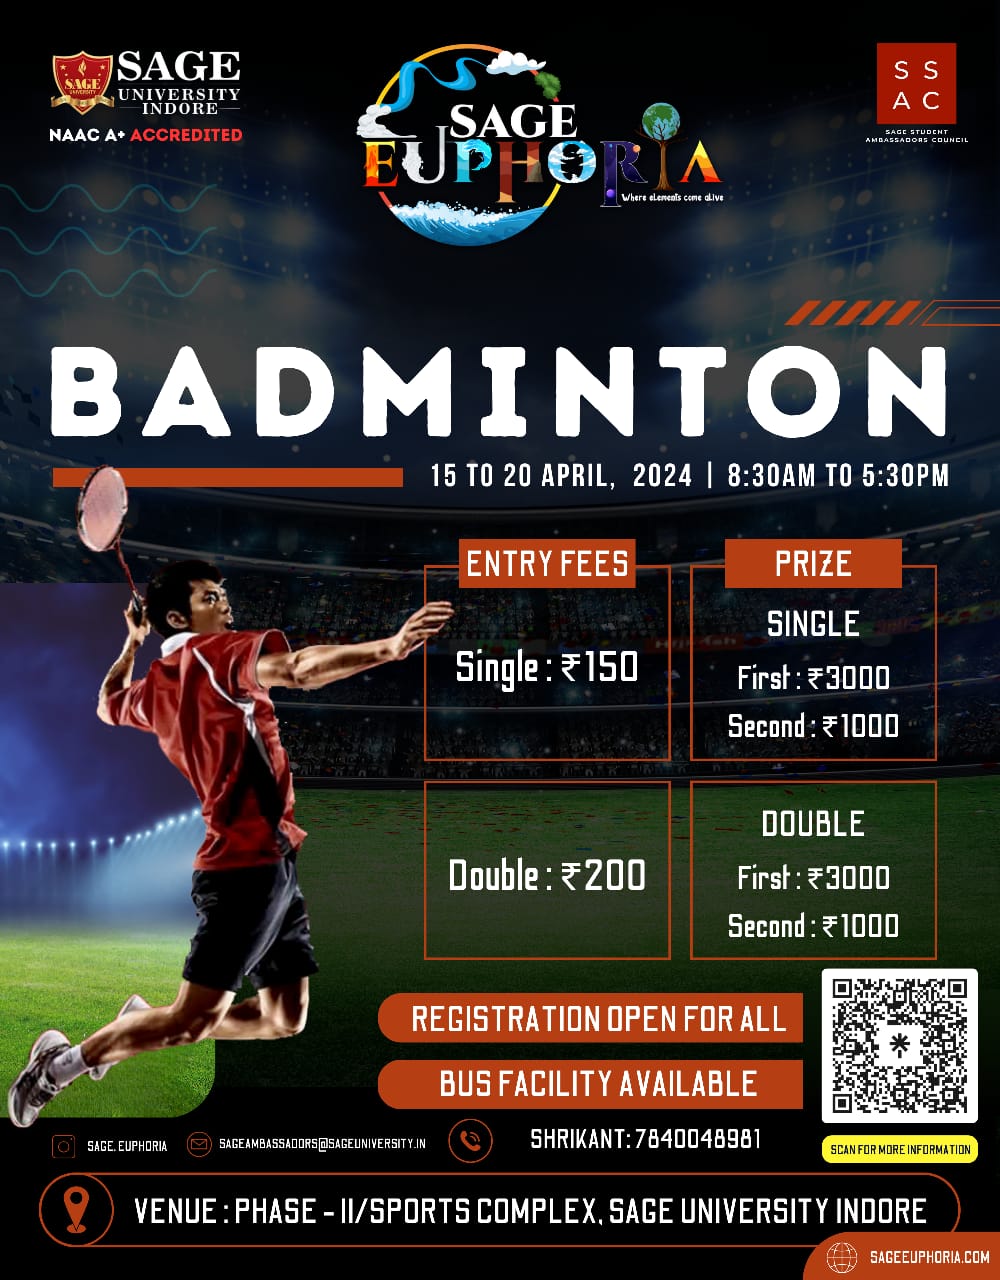 SAGE
UNIVERSITY
INDORE
NAAC A+ ACCREDITED
SAGE
UNIVERSITY
SAGE
EUPHORIA
Where elements come alive
S S
A C
SAGE STUDENT
AMBASSADORS COUNCIL
BADMINTON
15 TO 20 APRIL, 2024 | 8:30AM TO 5:30PM
ENTRY FEES
Single : ₹150
PRIZE
SINGLE
First : ₹3000
Second : ₹1000
Double : ₹200
DOUBLE
First : ₹3000
Second : ₹1000
REGISTRATION OPEN FOR ALL
BUS FACILITY AVAILABLE
SAGE. EUPHORIA
SAGEAMBASSADORS@SAGEUNIVERSITY.IN
SHRIKANT: 7840048981
SCAN FOR MORE INFORMATION
VENUE : PHASE - II/SPORTS COMPLEX, SAGE UNIVERSITY INDORE
SAGEEUPHORIA.COM